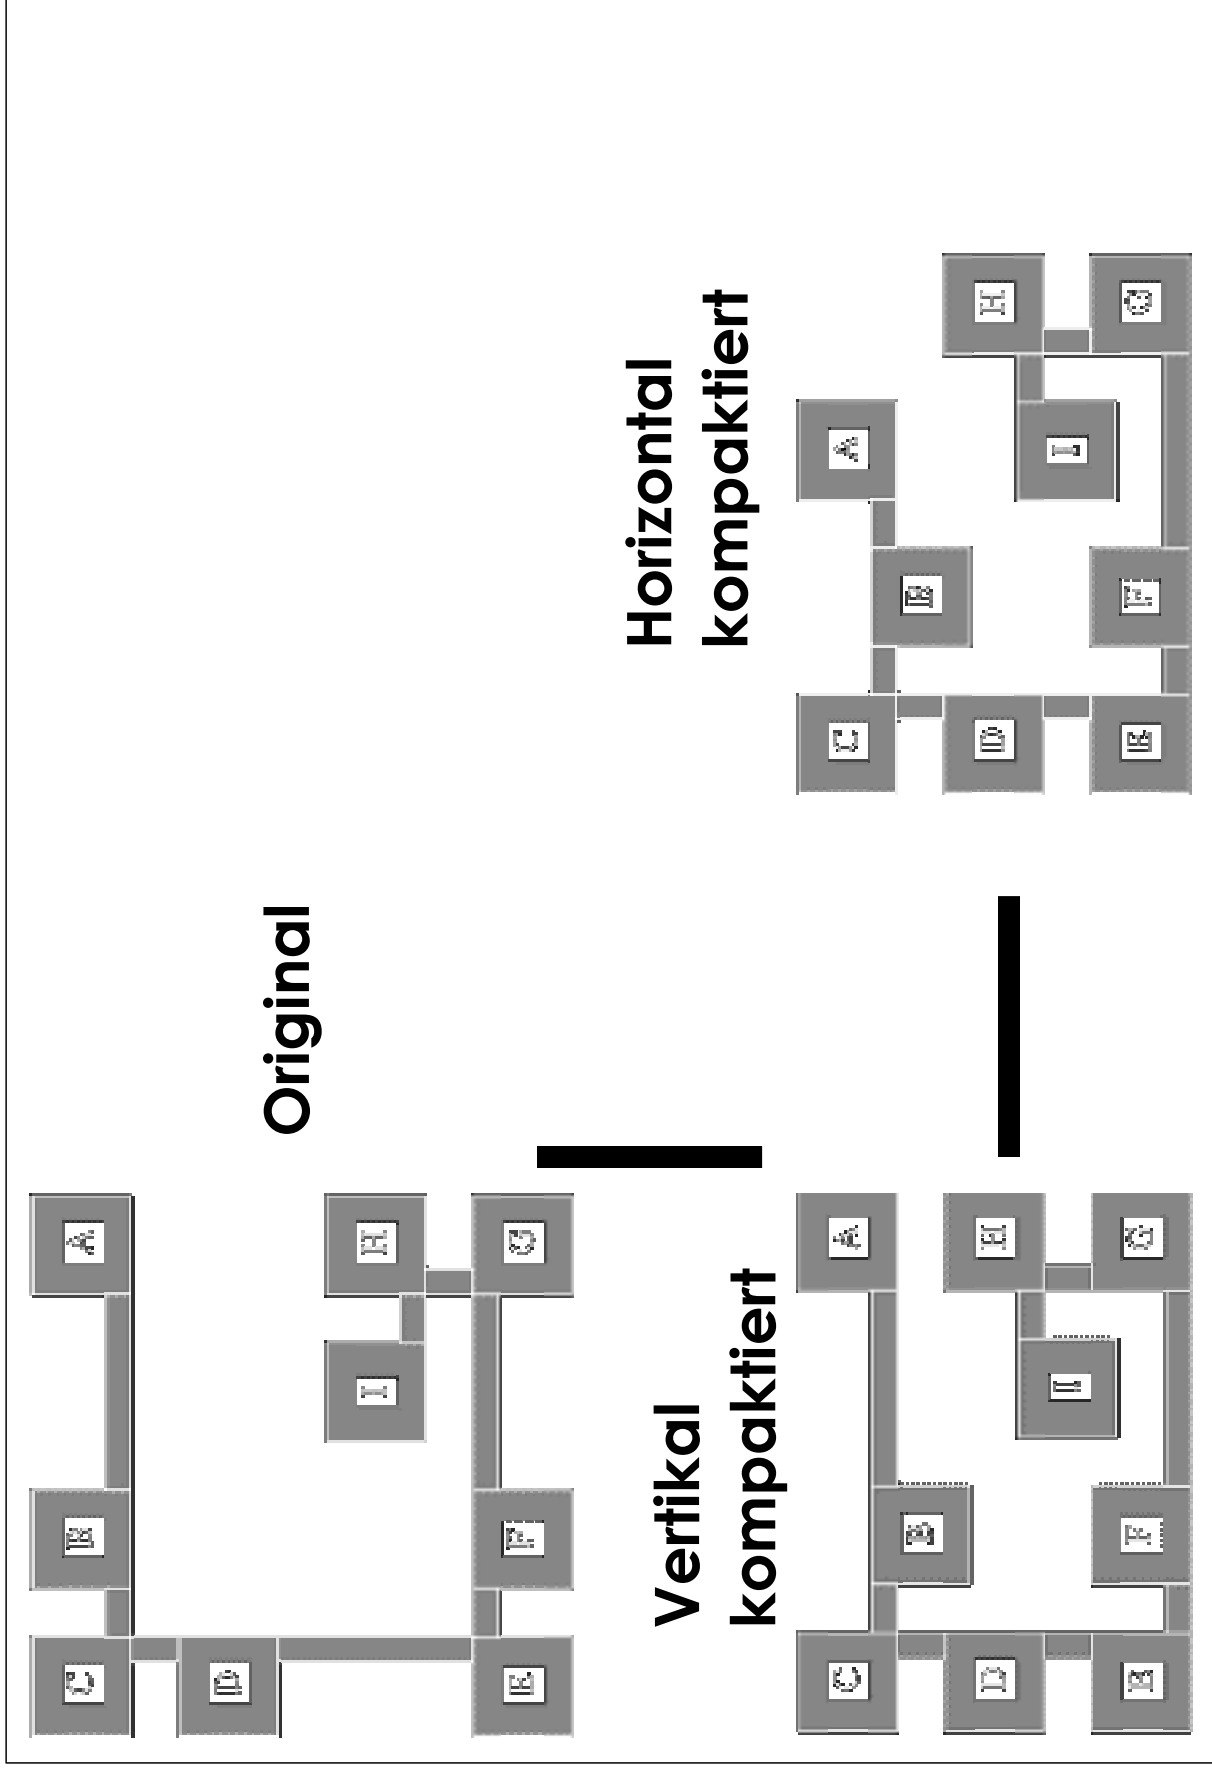 C B A
D
I H
E F G
Original
Vertikal
kompaktiert
C A
B
D H
I
E F G
Horizontal
kompaktiert
C A
B
D H
I
E F G